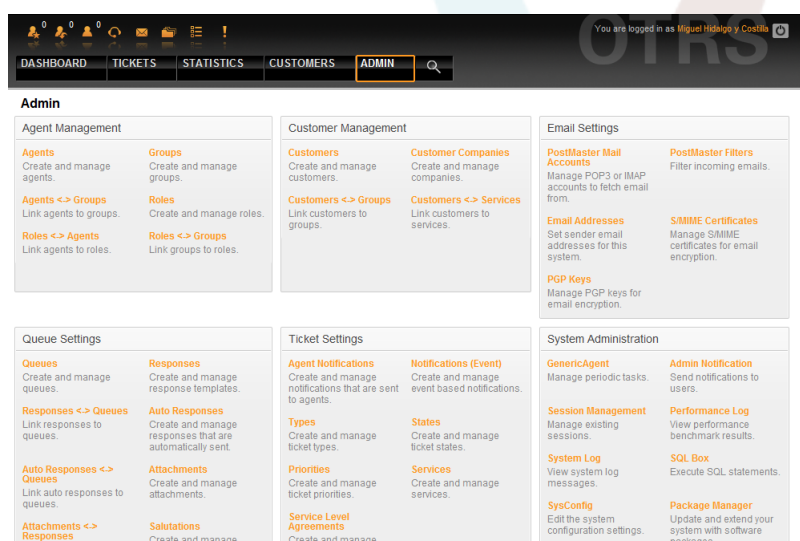 0 0 0
You are logged in as Miguel Hidalgo y Costilla
OTRS
DASHBOARD TICKETS STATISTICS CUSTOMERS ADMIN
Admin
Agent Management
Agents
Create and manage
agents.
Groups
Create and manage
groups.
Agents <-> Groups
Link agents to groups.
Roles
Create and manage roles.
Roles <-> Agents
Link agents to roles.
Roles <-> Groups
Link groups to roles.
Customer Management
Customers
Create and manage
customers.
Customer Companies
Create and manage
companies.
Customers <-> Groups
Link customers to
groups.
Customers <-> Services
Link customers to
services.
Email Settings
PostMaster Mail
Accounts
Manage POP3 or IMAP
accounts to fetch email
from.
PostMaster Filters
Filter incoming emails.
Email Addresses
Set sender email
addresses for this
system.
S/MIME Certificates
Manage S/MIME
certificates for email
encryption.
PGP Keys
Manage PGP keys for
email encryption.
Queue Settings
Queues
Create and manage
queues.
Responses
Create and manage
response templates.
Responses <-> Queues
Link responses to
queues.
Auto Responses
Create and manage
responses that are
automatically sent.
Auto Responses <->
Queues
Link auto responses to
queues.
Attachments
Create and manage
attachments.
Attachments <->
Responses
Salutations
Create and manage
Ticket Settings
Agent Notifications
Create and manage
notifications that are sent
to agents.
Notifications (Event)
Create and manage
event based notifications.
Types
Create and manage
ticket types.
States
Create and manage
ticket states.
Priorities
Create and manage
ticket priorities.
Services
Create and manage
services.
Service Level
Agreements
Create and manage
System Administration
GenericAgent
Manage periodic tasks.
Admin Notification
Send notifications to
users.
Session Management
Manage existing
sessions.
Performance Log
View performance
benchmark results.
System Log
View system log
messages.
SQL Box
Execute SQL statements.
SysConfig
Edit the system
configuration settings.
Package Manager
Update and extend your
system with software
packages.